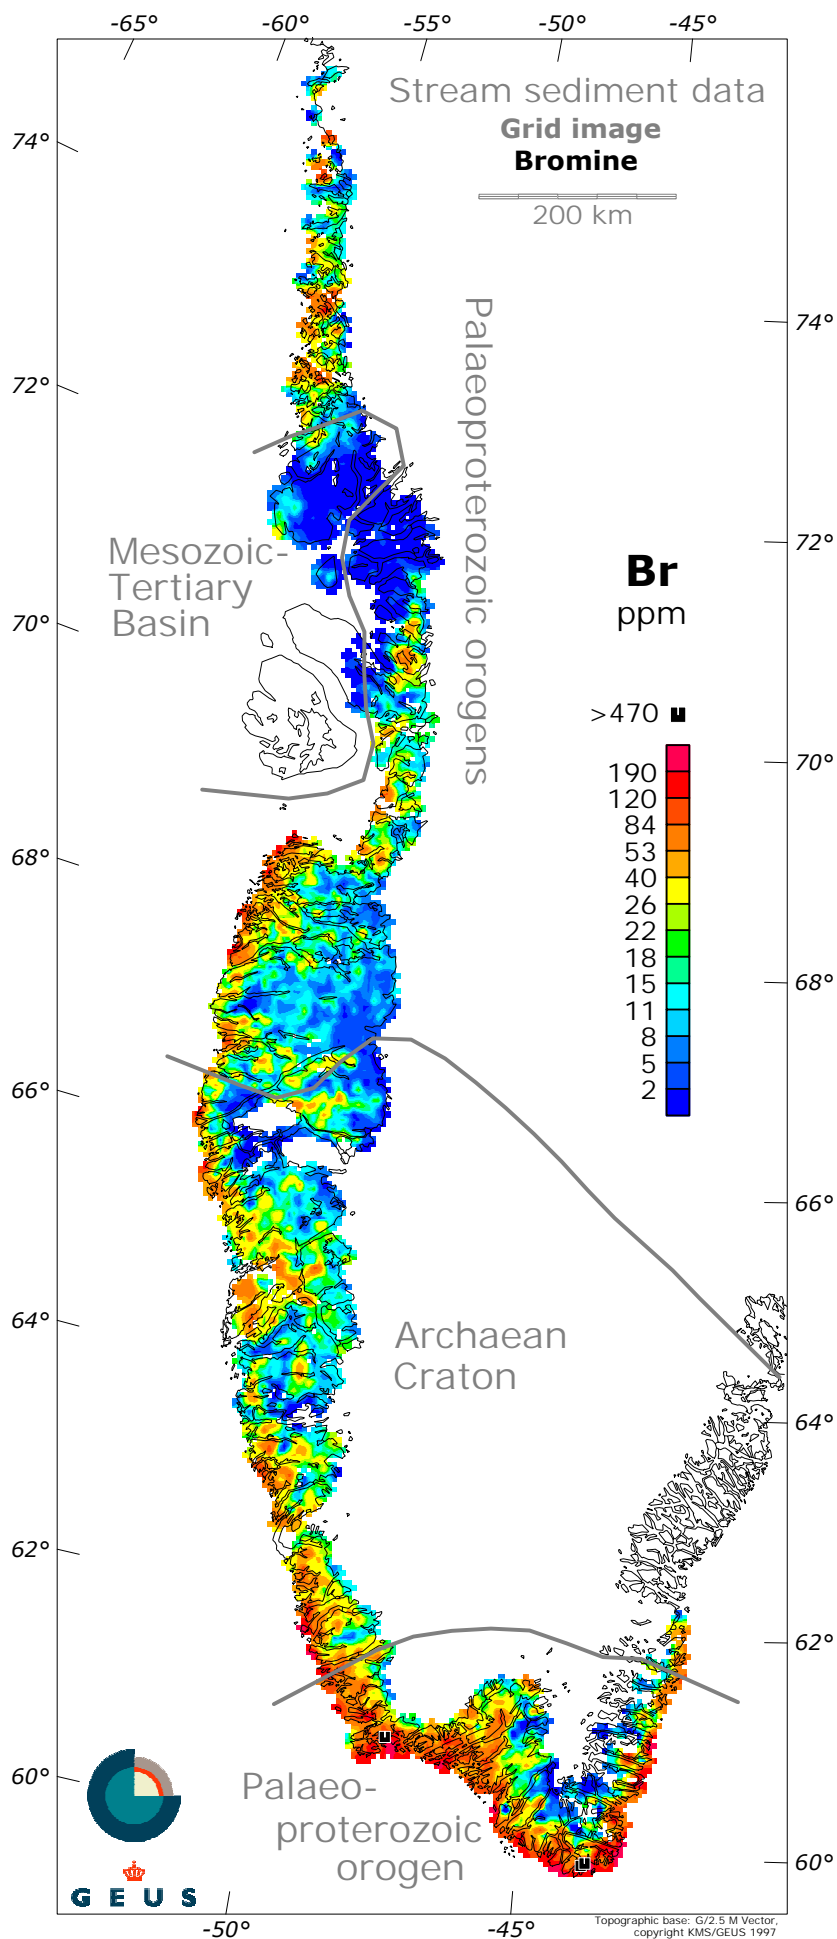 -65°
-60°
-55°
-50°
-45°
Stream sediment data
Grid image
Bromine
200 km
74°
74°
Palaeoproterozoic orogens
72°
72°
Mesozoic-
Tertiary
Basin
Br
ppm
70°
>470
70°
190
120
84
53
40
26
22
18
15
11
8
5
2
68°
68°
66°
66°
64°
Archaean
Craton
64°
62°
62°
60°
Palaeo-
proterozoic
orogen
60°
GEUS
-50°
-45°
Topographic base: G/2.5 M Vector,
copyright KMS/GEUS 1997